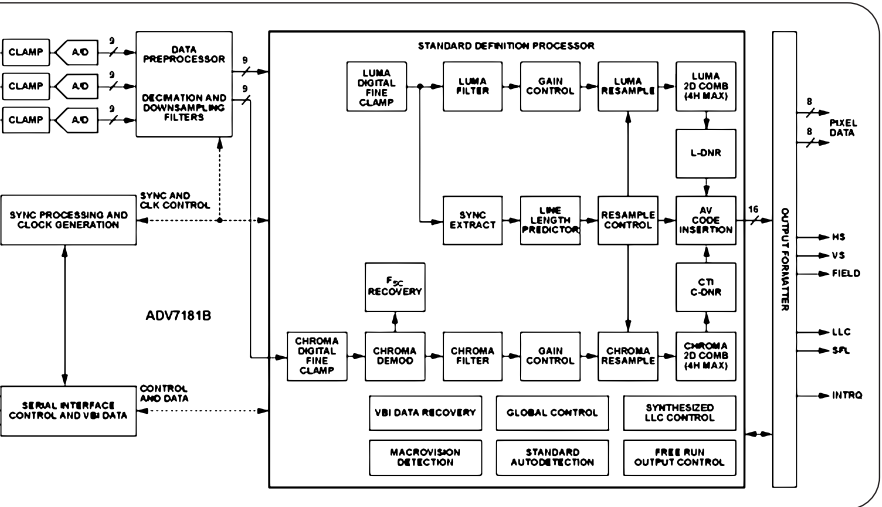 CLAMP
A/D
9
CLAMP
A/D
9
CLAMP
A/D
9
DATA
PREPROCESSOR
DECIMATION AND
DOWNSAMPLING
FILTERS
9
9
STANDARD DEFINITION PROCESSOR
LUMA
DIGITAL
FINE
CLAMP
LUMA
FILTER
GAIN
CONTROL
LUMA
RESAMPLE
LUMA
2D COMB
(4H MAX)
L-DNR
SYNC AND
CLK CONTROL
SYNC PROCESSING AND
CLOCK GENERATION
SYNC
EXTRACT
LINE
LENGTH
PREDICTOR
RESAMPLE
CONTROL
AV
CODE
INSERTION
16
FSC
RECOVERY
CTI
C-DNR
ADV7181B
CHROMA
DIGITAL
FINE
CLAMP
CHROMA
DEMOD
CHROMA
FILTER
GAIN
CONTROL
CHROMA
RESAMPLE
CHROMA
2D COMB
(4H MAX)
SERIAL INTERFACE
CONTROL AND VBI DATA
CONTROL
AND DATA
VBI DATA RECOVERY
GLOBAL CONTROL
SYNTHESIZED
LLC CONTROL
MACROVISION
DETECTION
STANDARD
AUTODETECTION
FREE RUN
OUTPUT CONTROL
OUTPUT FORMATTER
8
8
PIXEL
DATA
HS
VS
FIELD
LLC
SFL
INTRQ